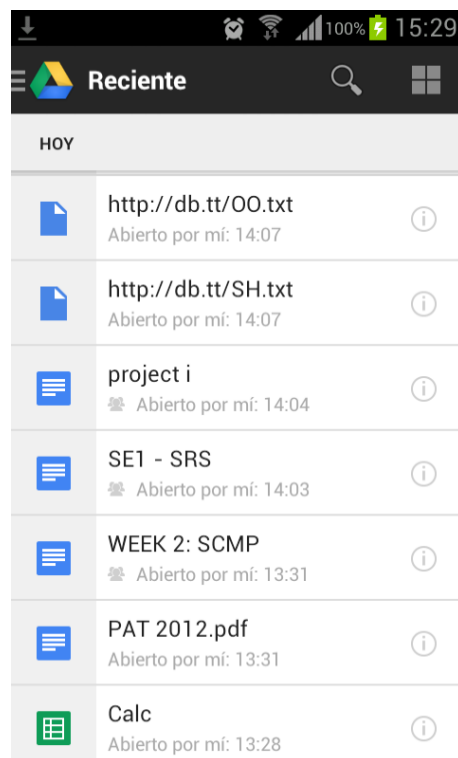 100% 15:29
Reciente
HOY
http://db.tt/OO.txt
Abierto por mí: 14:07
http://db.tt/SH.txt
Abierto por mí: 14:07
project i
Abierto por mí: 14:04
SE1 - SRS
Abierto por mí: 14:03
WEEK 2: SCMP
Abierto por mí: 13:31
PAT 2012.pdf
Abierto por mí: 13:31
Calc
Abierto por mí: 13:28